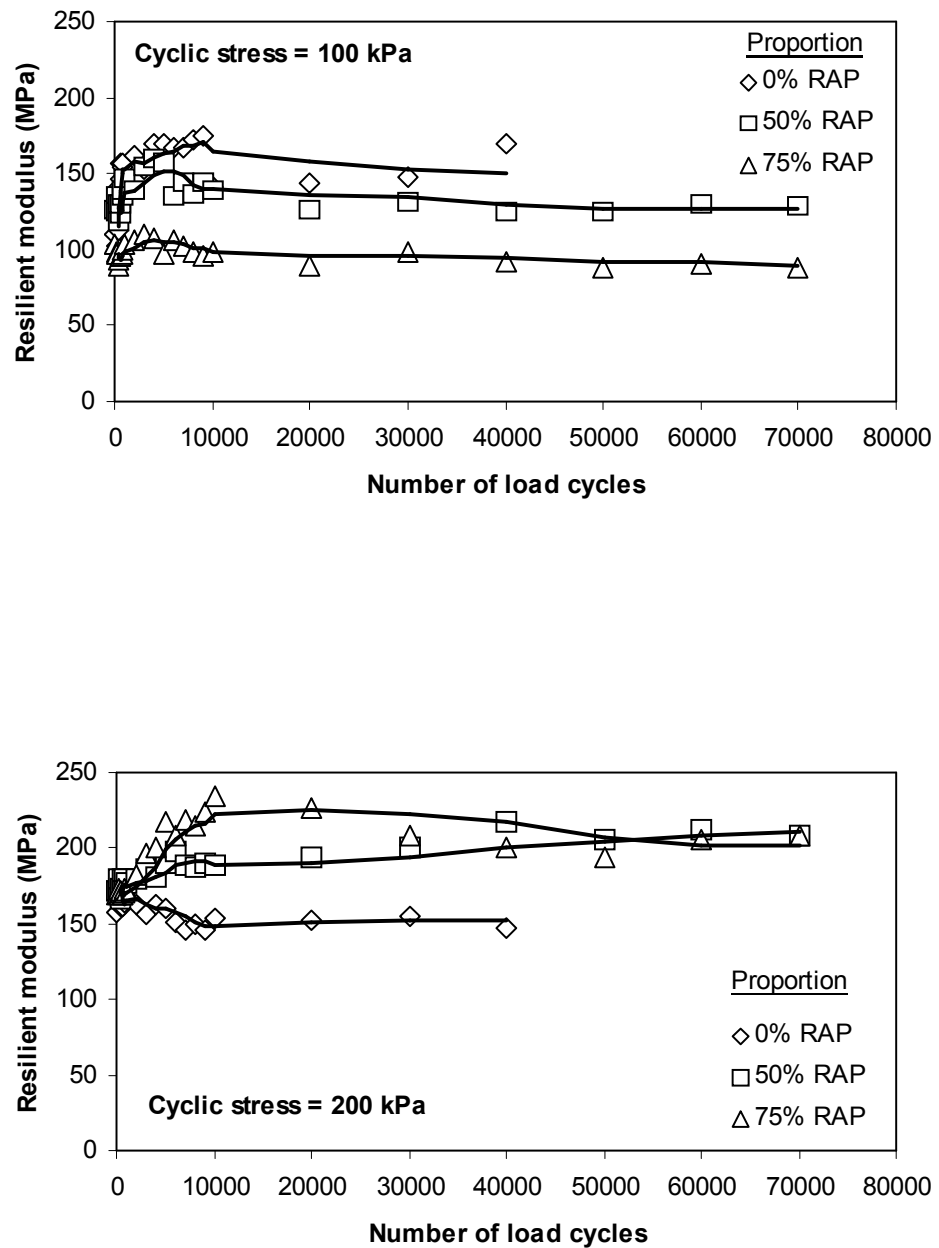 250
200
150
100
50
0
Resilient modulus (MPa)
Cyclic stress = 100 kPa
Proportion
0% RAP
50% RAP
75% RAP
0 10000 20000 30000 40000 50000 60000 70000 80000
Number of load cycles
250
200
150
100
50
0
Resilient modulus (MPa)
Proportion
0% RAP
50% RAP
75% RAP
Cyclic stress = 200 kPa
0 10000 20000 30000 40000 50000 60000 70000 80000
Number of load cycles